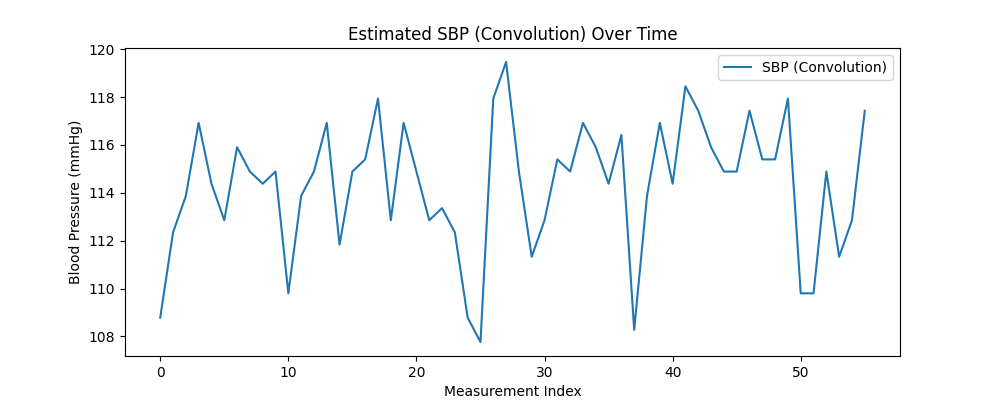 Estimated SBP (Convolution) Over Time
SBP (Convolution)
Blood Pressure (mmHg)
120
118
116
114
112
110
108
0 10 20 30 40 50
Measurement Index